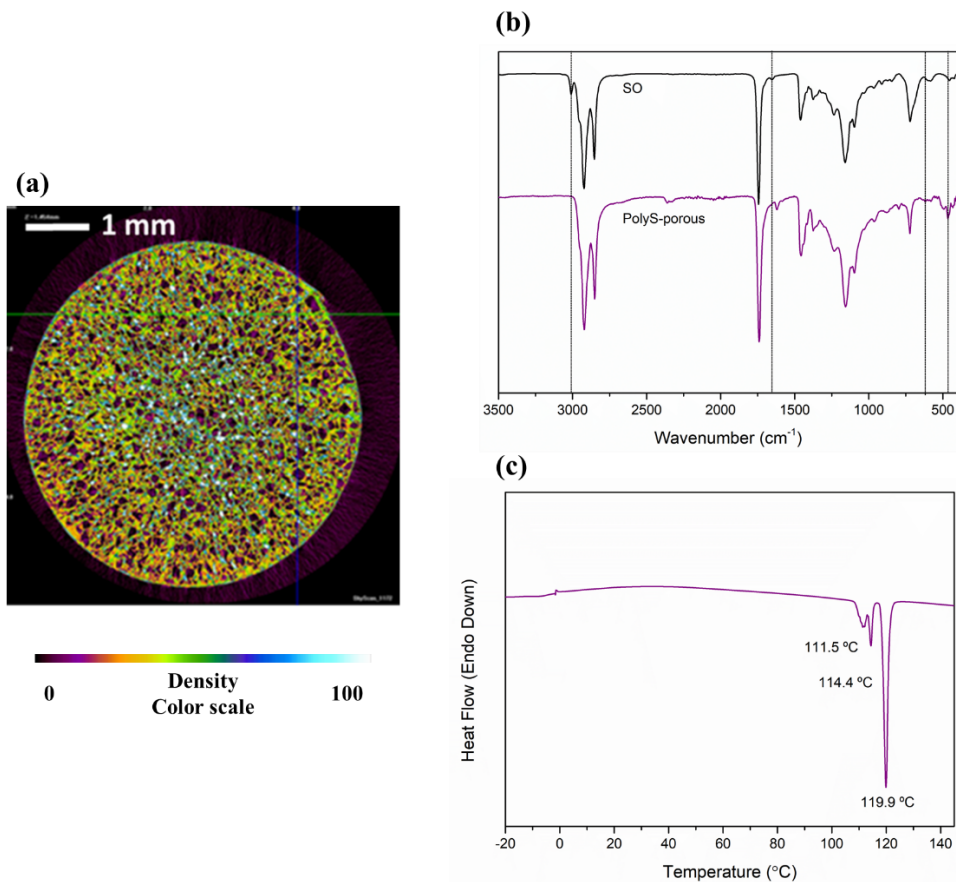 (a)
1 mm
SkyScan_1172
0
Density
Color scale
100
(b)
SO
PolyS-porous
3500
3000
2500
2000
1500
1000
500
Wavenumber (cm⁻¹)
(c)
Heat Flow (Endo Down)
111.5 ºC
114.4 ºC
119.9 ºC
-20
0
20
40
60
80
100
120
140
Temperature (°C)